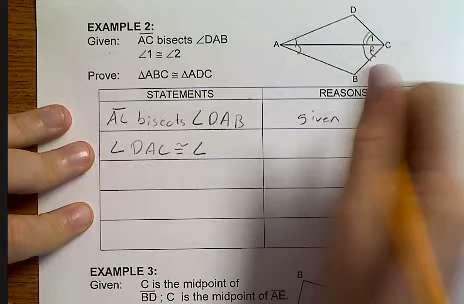 EXAMPLE 2:
Given: AC bisects ∠DAB
∠1 ≅ ∠2
Prove: ΔABC ≅ ΔADC
D
A
1
2
C
B
STATEMENTS REASONS
AC bisects ∠DAB given
∠DAC ≅ ∠
EXAMPLE 3:
Given: C is the midpoint of
BD ; C is the midpoint of AE.
B